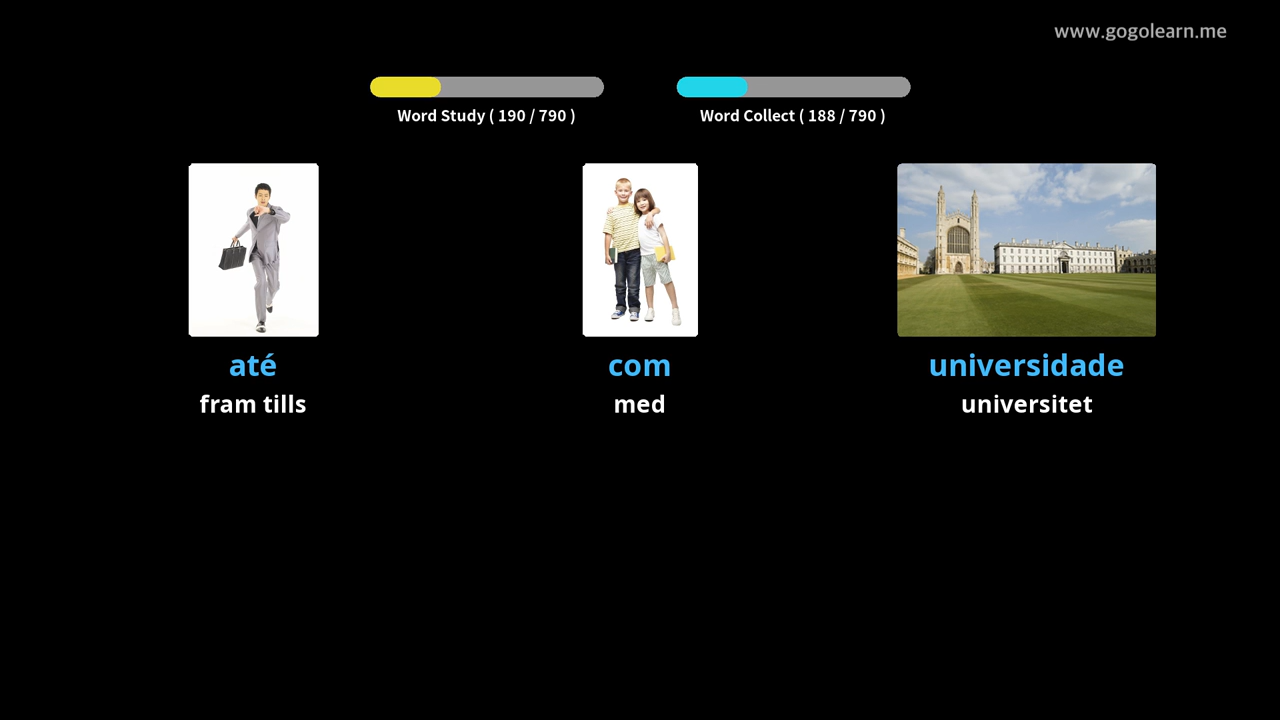 www.gogolearn.me
Word Study ( 190 / 790 )
Word Collect ( 188 / 790 )
até
fram tills
com
med
universidade
universitet